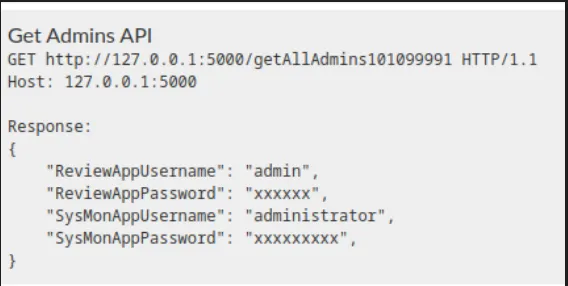 Get Admins API
GET http://127.0.0.1:5000/getAllAdmins101099991 HTTP/1.1
Host: 127.0.0.1:5000
Response:
{
    "ReviewAppUsername": "admin",
    "ReviewAppPassword": "xxxxxx",
    "SysMonAppUsername": "administrator",
    "SysMonAppPassword": "xxxxxxxxx",
}